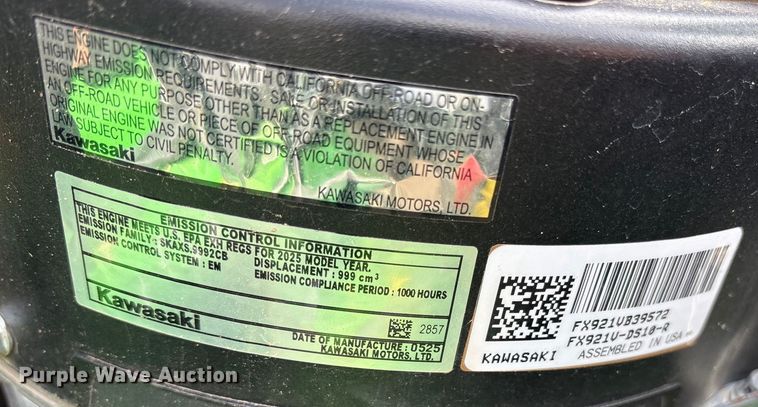 THIS ENGINE DOES NOT COMPLY WITH CALIFORNIA OFF-ROAD OR ON-
HIGHWAY EMISSION REQUIREMENTS. SALE OR INSTALLATION OF THIS
ENGINE FOR ANY PURPOSE OTHER THAN AS A REPLACEMENT ENGINE IN
AN OFF-ROAD VEHICLE OR PIECE OF OFF-ROAD EQUIPMENT WHOSE
ORIGINAL ENGINE WAS NOT CERTIFIED IS A VIOLATION OF CALIFORNIA
LAW SUBJECT TO CIVIL PENALTY.
Kawasaki
KAWASAKI MOTORS, LTD.
EMISSION CONTROL INFORMATION
THIS ENGINE MEETS U.S. EPA EXH REGS FOR 2025 MODEL YEAR.
EMISSION FAMILY : SKAXS.9992CB
DISPLACEMENT : 999 cm³
EMISSION CONTROL SYSTEM : EM
EMISSION COMPLIANCE PERIOD : 1000 HOURS
Kawasaki
2857
DATE OF MANUFACTURE : 0525
KAWASAKI MOTORS, LTD.
FX921VB39572
FX921V-DS10-R
KAWASAKI ASSEMBLED IN USA
Purple Wave Auction